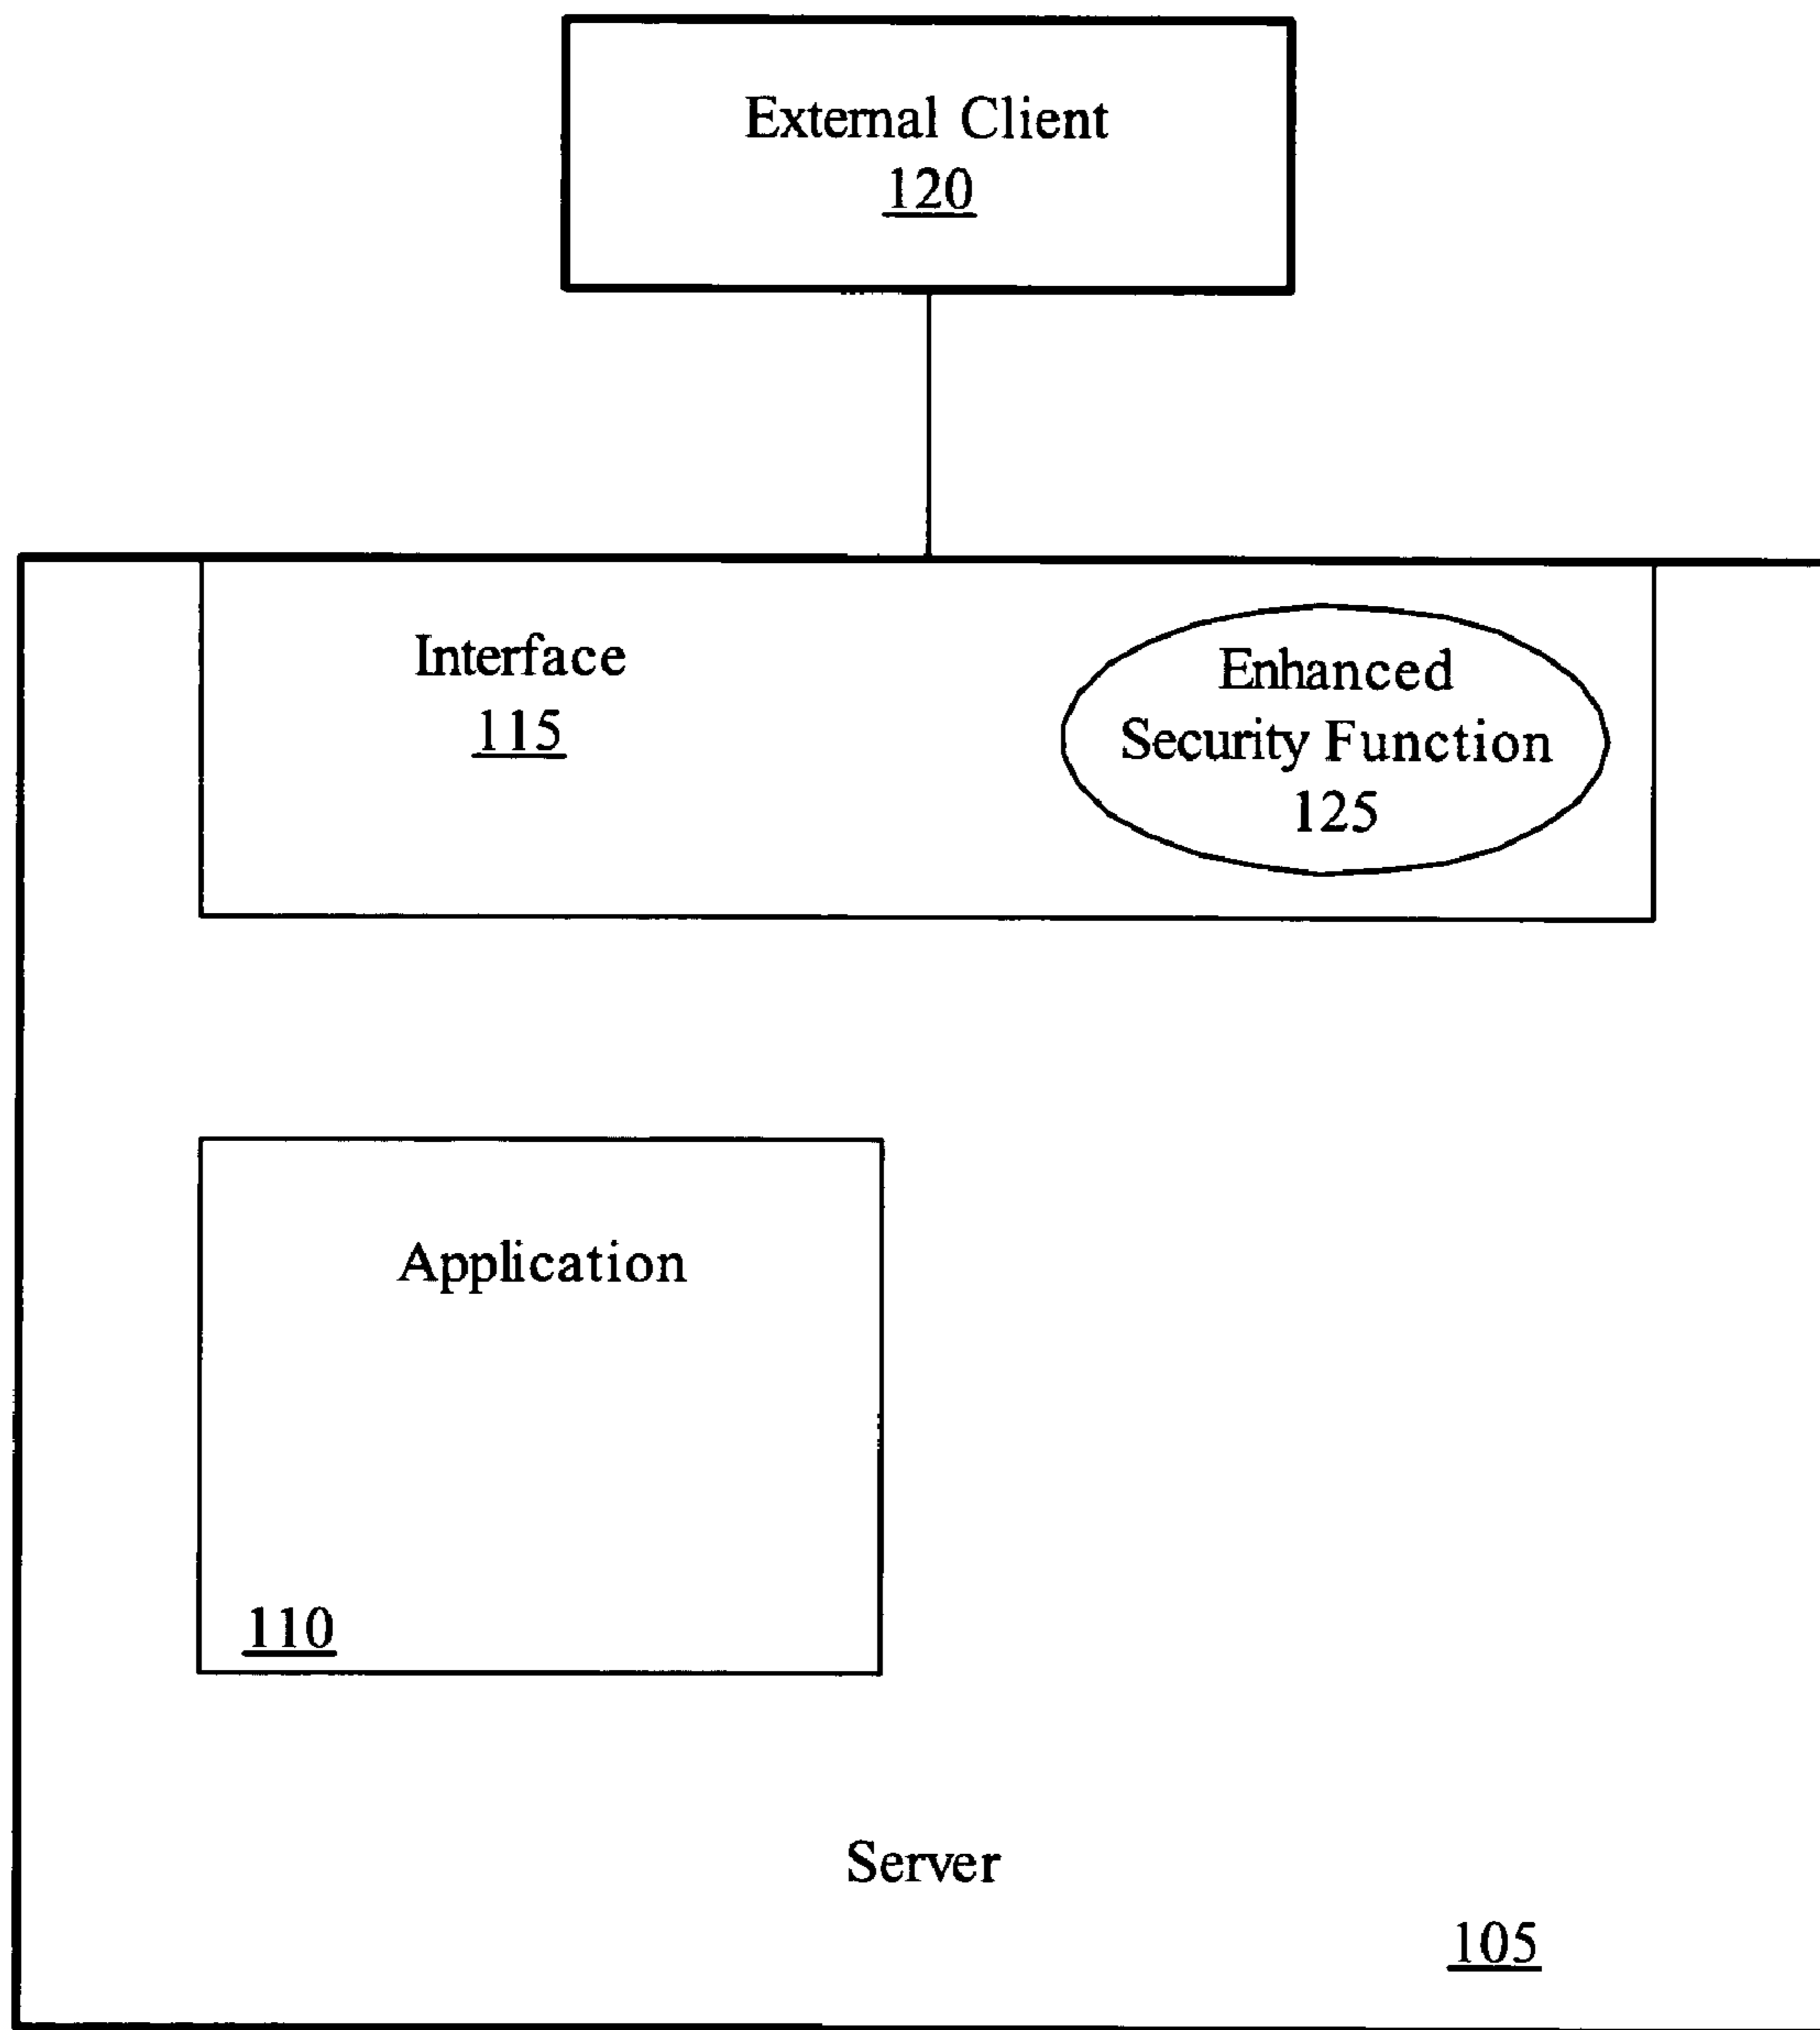 External Client
120
Interface
115
Enhanced
Security Function
125
Application
110
Server
105